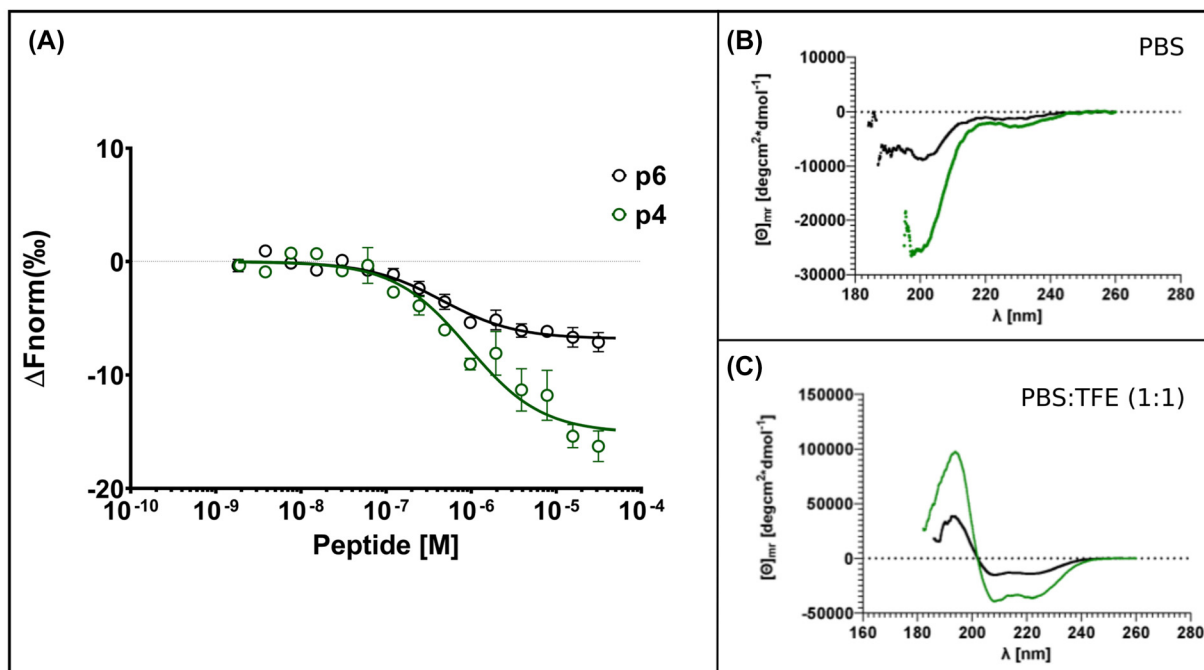 (A)
10
0
-10
-20
ΔFnorm(‰)
10-10
10-9
10-8
10-7
10-6
10-5
10-4
Peptide [M]
p6
p4
(B)
PBS
10000
0
-10000
-20000
-30000
[Θ]mr [degcm2*dmol-1]
180 200 220 240 260 280
λ [nm]
(C)
PBS:TFE (1:1)
150000
100000
50000
0
-50000
[Θ]mr [degcm2*dmol-1]
160 180 200 220 240 260 280
λ [nm]